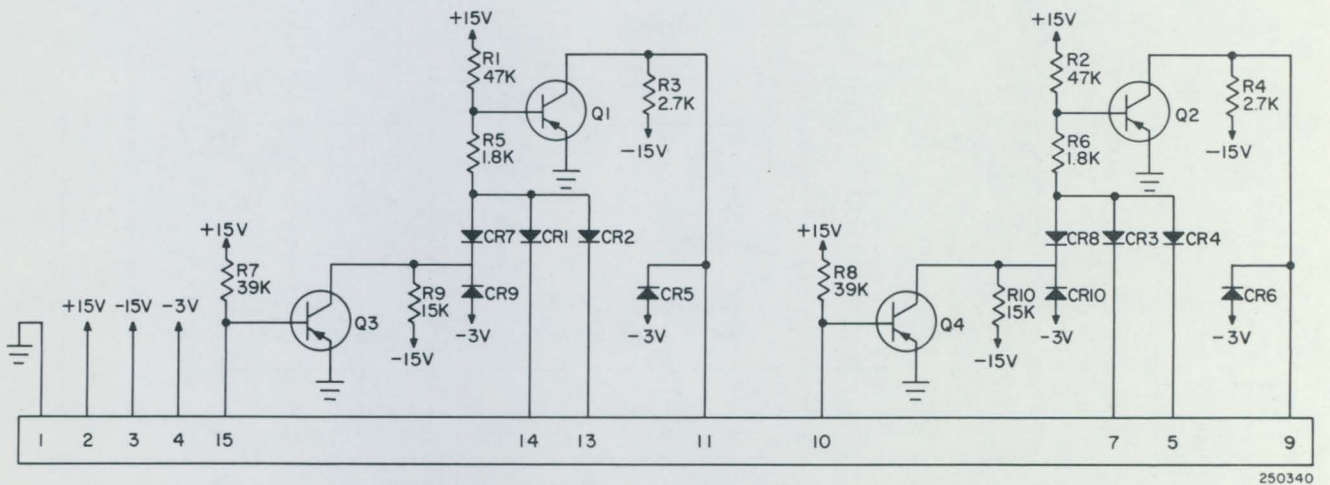 +15V
+15V
R1
47K
R3
2.7K
Q1
-15V
R5
1.8K
R2
47K
R4
2.7K
Q2
-15V
R6
1.8K
+15V
R7
39K
CR7
CR1
CR2
Q3
R9
15K
-15V
CR9
-3V
CR5
-3V
+15V
R8
39K
CR8
CR3
CR4
Q4
R10
15K
-15V
CR10
-3V
CR6
-3V
+15V -15V -3V
1 2 3 4 15 14 13 11 10 7 5 9
250340